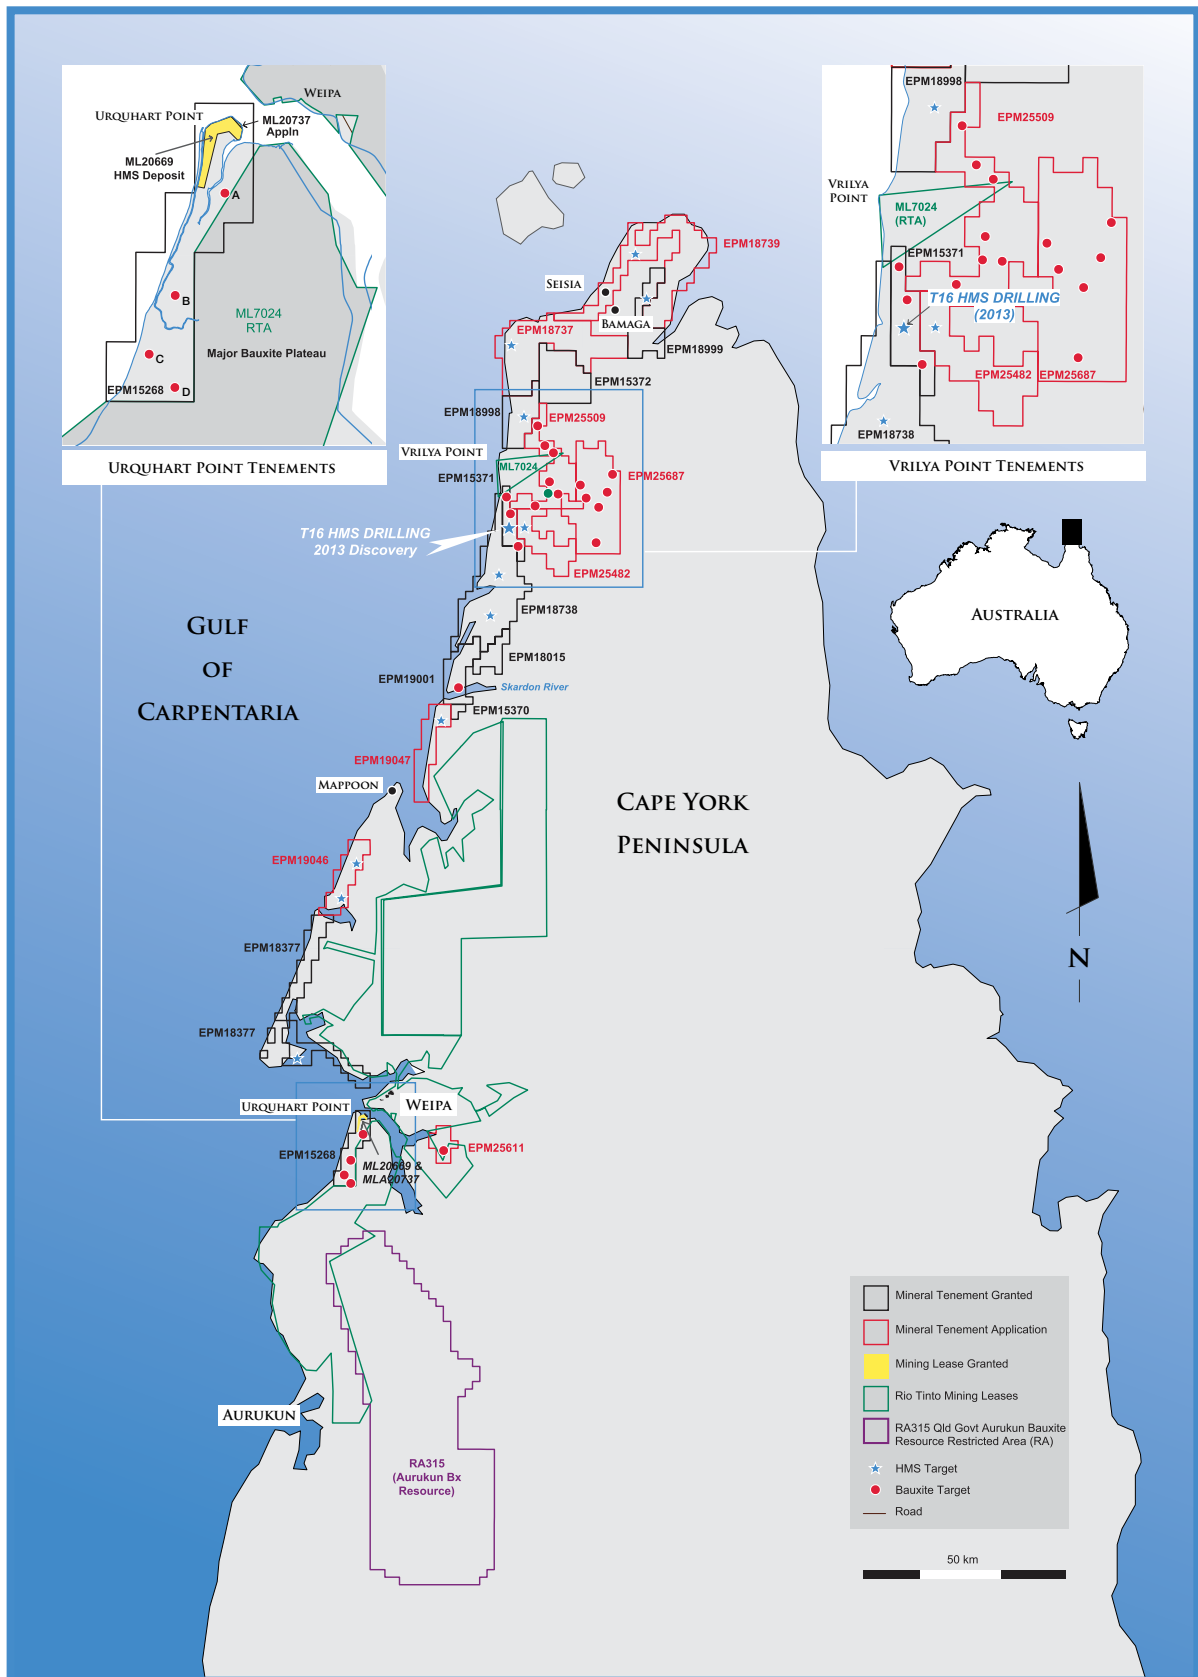 Weipa
Urquhart Point
ML20737
Appln
ML20669
HMS Deposit
A
B
C
D
ML7024
RTA
Major Bauxite Plateau
EPM15268
Urquhart Point Tenements
EPM18998
EPM25509
Vrilya
Point
ML7024
(RTA)
EPM15371
T16 HMS DRILLING
(2013)
EPM25482
EPM25687
EPM18738
Vrilya Point Tenements
EPM18739
Seisia
Bamaga
EPM18737
EPM18999
EPM15372
EPM18998
EPM25509
Vrilya Point
ML7024
EPM15371
EPM25687
T16 HMS DRILLING
2013 Discovery
EPM25482
EPM18738
EPM18015
EPM19001
Skardon River
EPM15370
EPM19047
Mappoon
Gulf
of
Carpentaria
Cape York
Peninsula
Australia
N
EPM19046
EPM18377
EPM18377
Urquhart Point
Weipa
EPM15268
EPM25611
ML20669 &
MLA20737
Aurukun
RA315
(Aurukun Bx
Resource)
Mineral Tenement Granted
Mineral Tenement Application
Mining Lease Granted
Rio Tinto Mining Leases
RA315 Qld Govt Aurukun Bauxite
Resource Restricted Area (RA)
HMS Target
Bauxite Target
Road
50 km